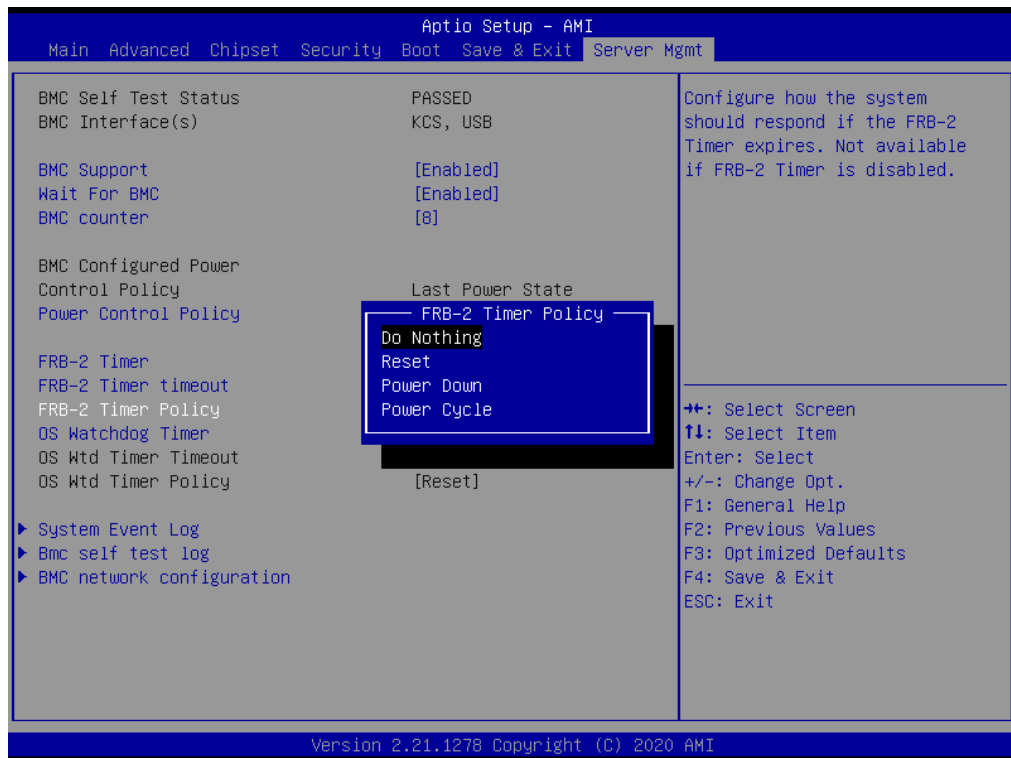 Aptio Setup – AMI
Main Advanced Chipset Security Boot Save & Exit Server Mgmt
BMC Self Test Status PASSED
BMC Interface(s) KCS, USB
BMC Support [Enabled]
Wait For BMC [Enabled]
BMC counter [8]
BMC Configured Power
Control Policy Last Power State
Power Control Policy
FRB-2 Timer
FRB-2 Timer timeout
FRB-2 Timer Policy
OS Watchdog Timer
OS Wtd Timer Timeout
OS Wtd Timer Policy [Reset]
System Event Log
Bmc self test log
BMC network configuration
FRB-2 Timer Policy
Do Nothing
Reset
Power Down
Power Cycle
Configure how the system
should respond if the FRB-2
Timer expires. Not available
if FRB-2 Timer is disabled.
→←: Select Screen
↑↓: Select Item
Enter: Select
+/-: Change Opt.
F1: General Help
F2: Previous Values
F3: Optimized Defaults
F4: Save & Exit
ESC: Exit
Version 2.21.1278 Copyright (C) 2020 AMI